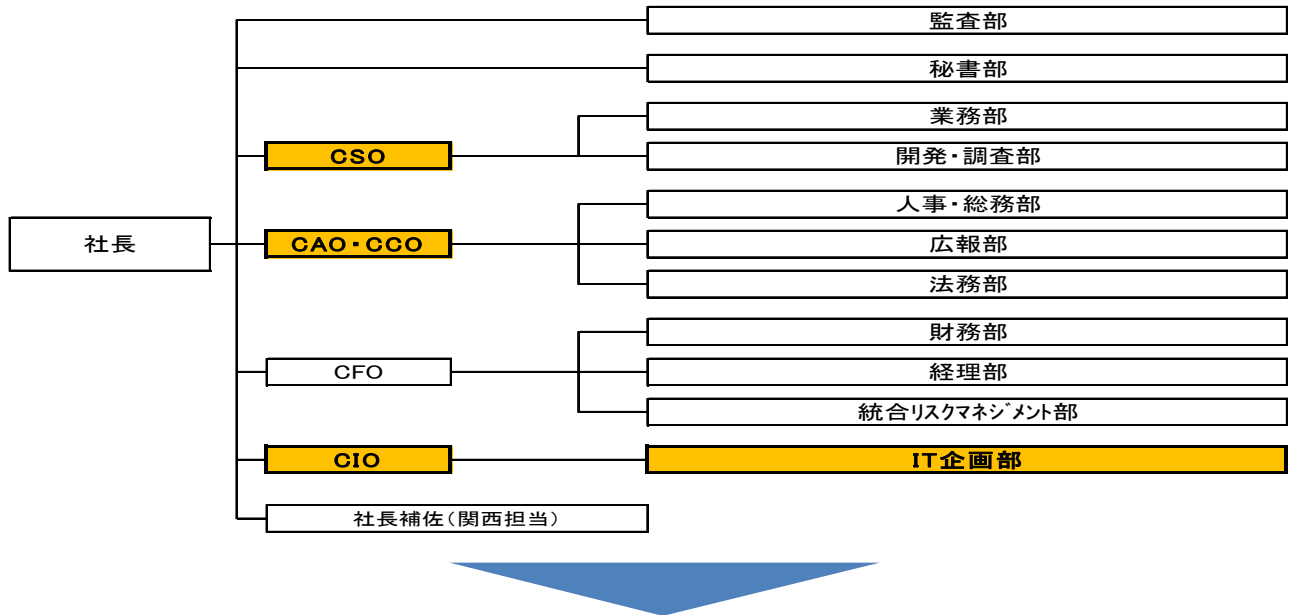 監査部
秘書部
業務部
CSO
開発・調査部
人事・総務部
社長
CAO・CCO
広報部
法務部
財務部
CFO
経理部
統合リスクマネジメント部
CIO
IT企画部
社長補佐(関西担当)